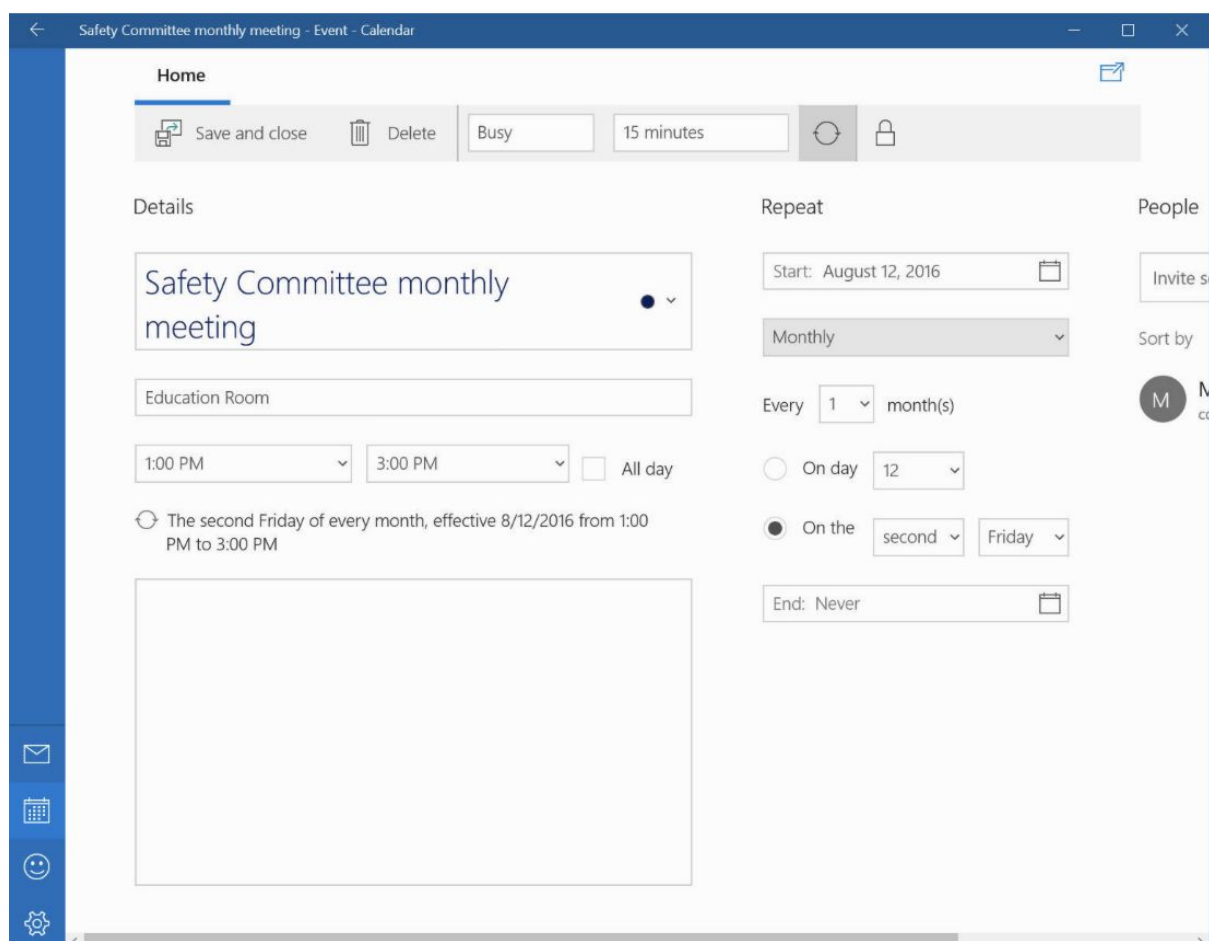 Safety Committee monthly meeting - Event - Calendar
Home
Save and close Delete Busy 15 minutes
Details Repeat People
Safety Committee monthly
meeting
Start: August 12, 2016
Invite
Monthly
Sort by
Education Room
Every 1 month(s)
M
1:00 PM 3:00 PM All day
On day 12
The second Friday of every month, effective 8/12/2016 from 1:00
PM to 3:00 PM
On the second Friday
End: Never